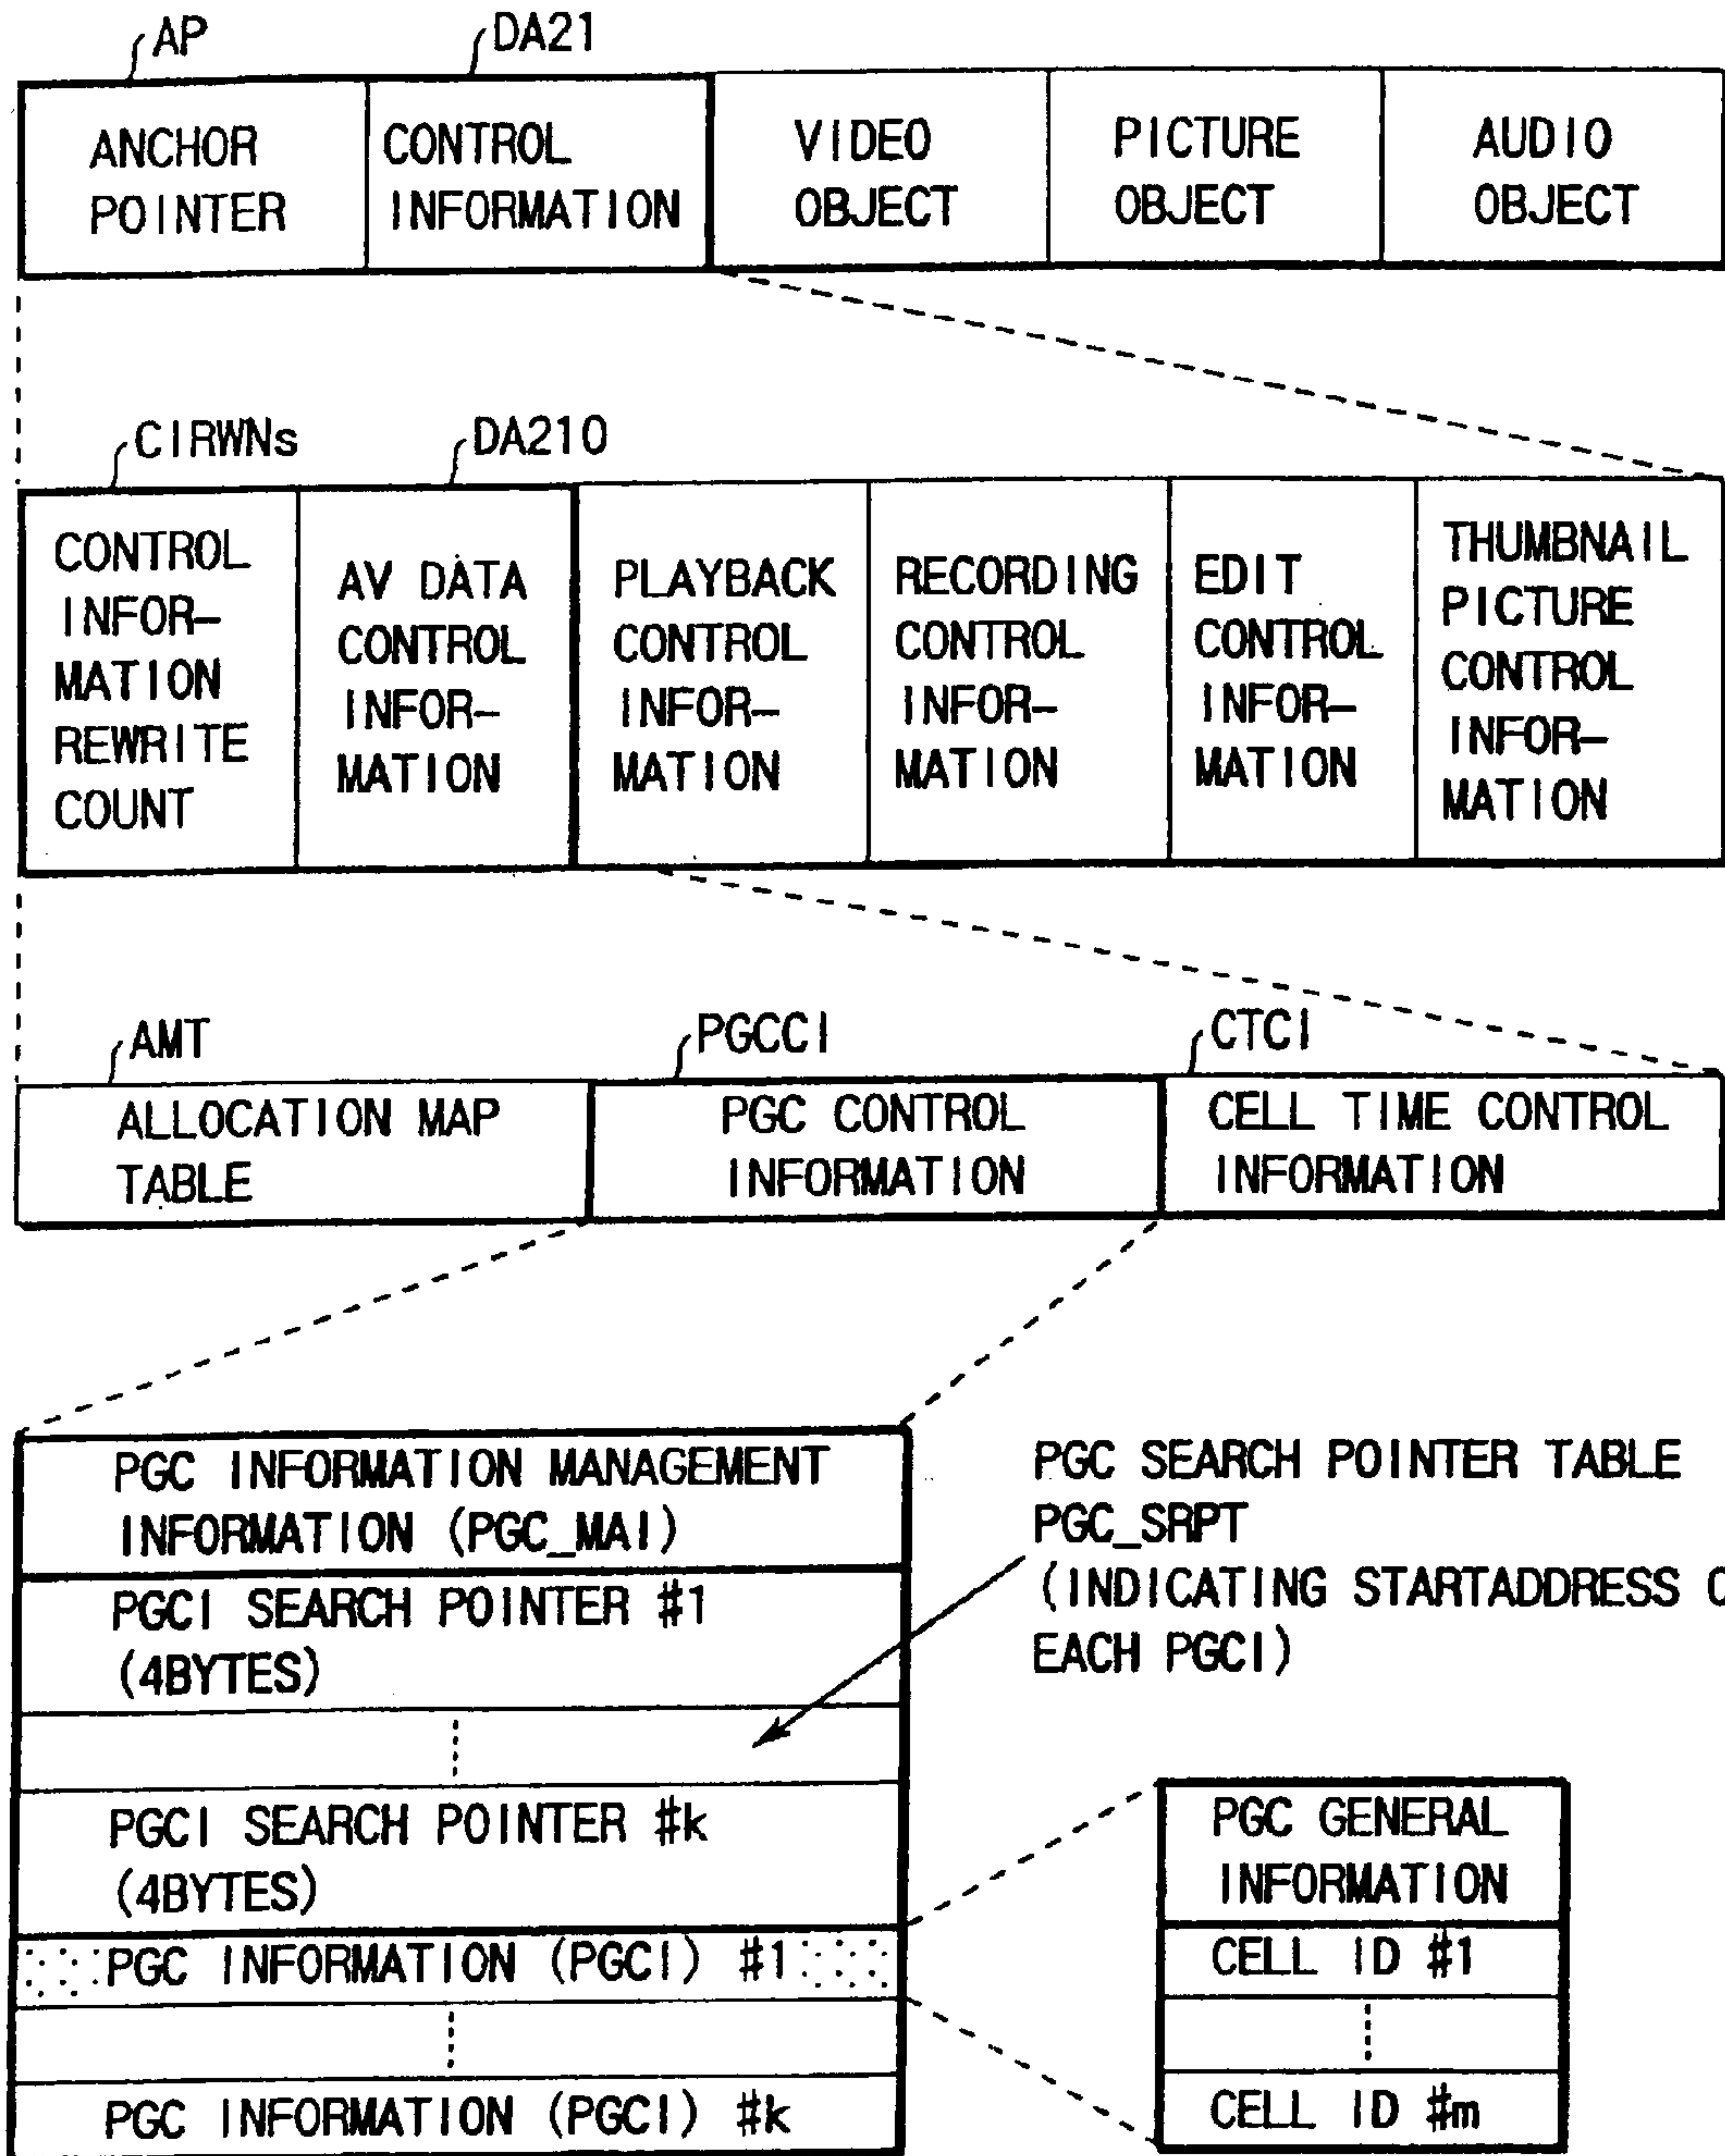 AP
DA21
ANCHOR
POINTER
CONTROL
INFORMATION
VIDEO
OBJECT
PICTURE
OBJECT
AUDIO
OBJECT
CIRWNs
DA210
CONTROL
INFOR-
MATION
REWRITE
COUNT
AV DATA
CONTROL
INFOR-
MATION
PLAYBACK
CONTROL
INFOR-
MATION
RECORDING
CONTROL
INFOR-
MATION
EDIT
CONTROL
INFOR-
MATION
THUMBNAIL
PICTURE
CONTROL
INFOR-
MATION
AMT
PGCCI
CTCI
ALLOCATION MAP
TABLE
PGC CONTROL
INFORMATION
CELL TIME CONTROL
INFORMATION
PGC INFORMATION MANAGEMENT
INFORMATION (PGC_MAI)
PGCI SEARCH POINTER #1
(4BYTES)
PGCI SEARCH POINTER #k
(4BYTES)
PGC INFORMATION (PGCI) #1
PGC INFORMATION (PGCI) #k
PGC SEARCH POINTER TABLE
PGC_SRPT
(INDICATING STARTADDRESS
EACH PGCI)
PGC GENERAL
INFORMATION
CELL ID #1
CELL ID #m